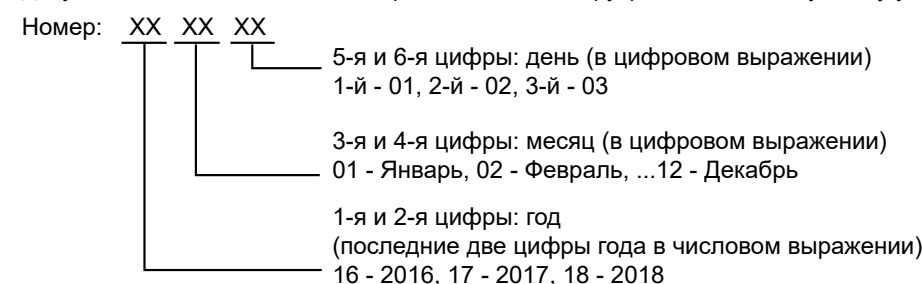 Номер: XX XX XX
5-я и 6-я цифры: день (в цифровом выражении)
1-й - 01, 2-й - 02, 3-й - 03
3-я и 4-я цифры: месяц (в цифровом выражении)
01 - Январь, 02 - Февраль, ...12 - Декабрь
1-я и 2-я цифры: год
(последние две цифры года в числовом выражении)
16 - 2016, 17 - 2017, 18 - 2018